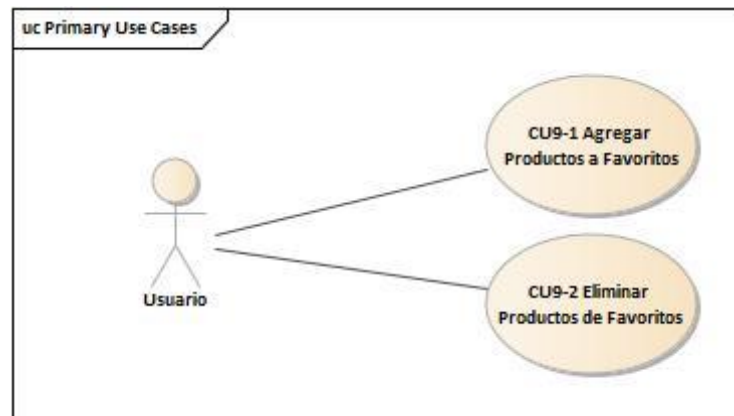 uc Primary Use Cases
CU9-1 Agregar
Productos a Favoritos
Usuario
CU9-2 Eliminar
Productos de Favoritos